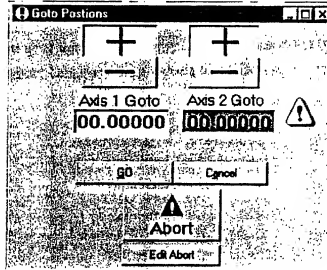 Goto Postions
+ +
− −
Axis 1 Goto Axis 2 Goto
00.00000 00.00000
GO Cancel
Abort
Edit Abort